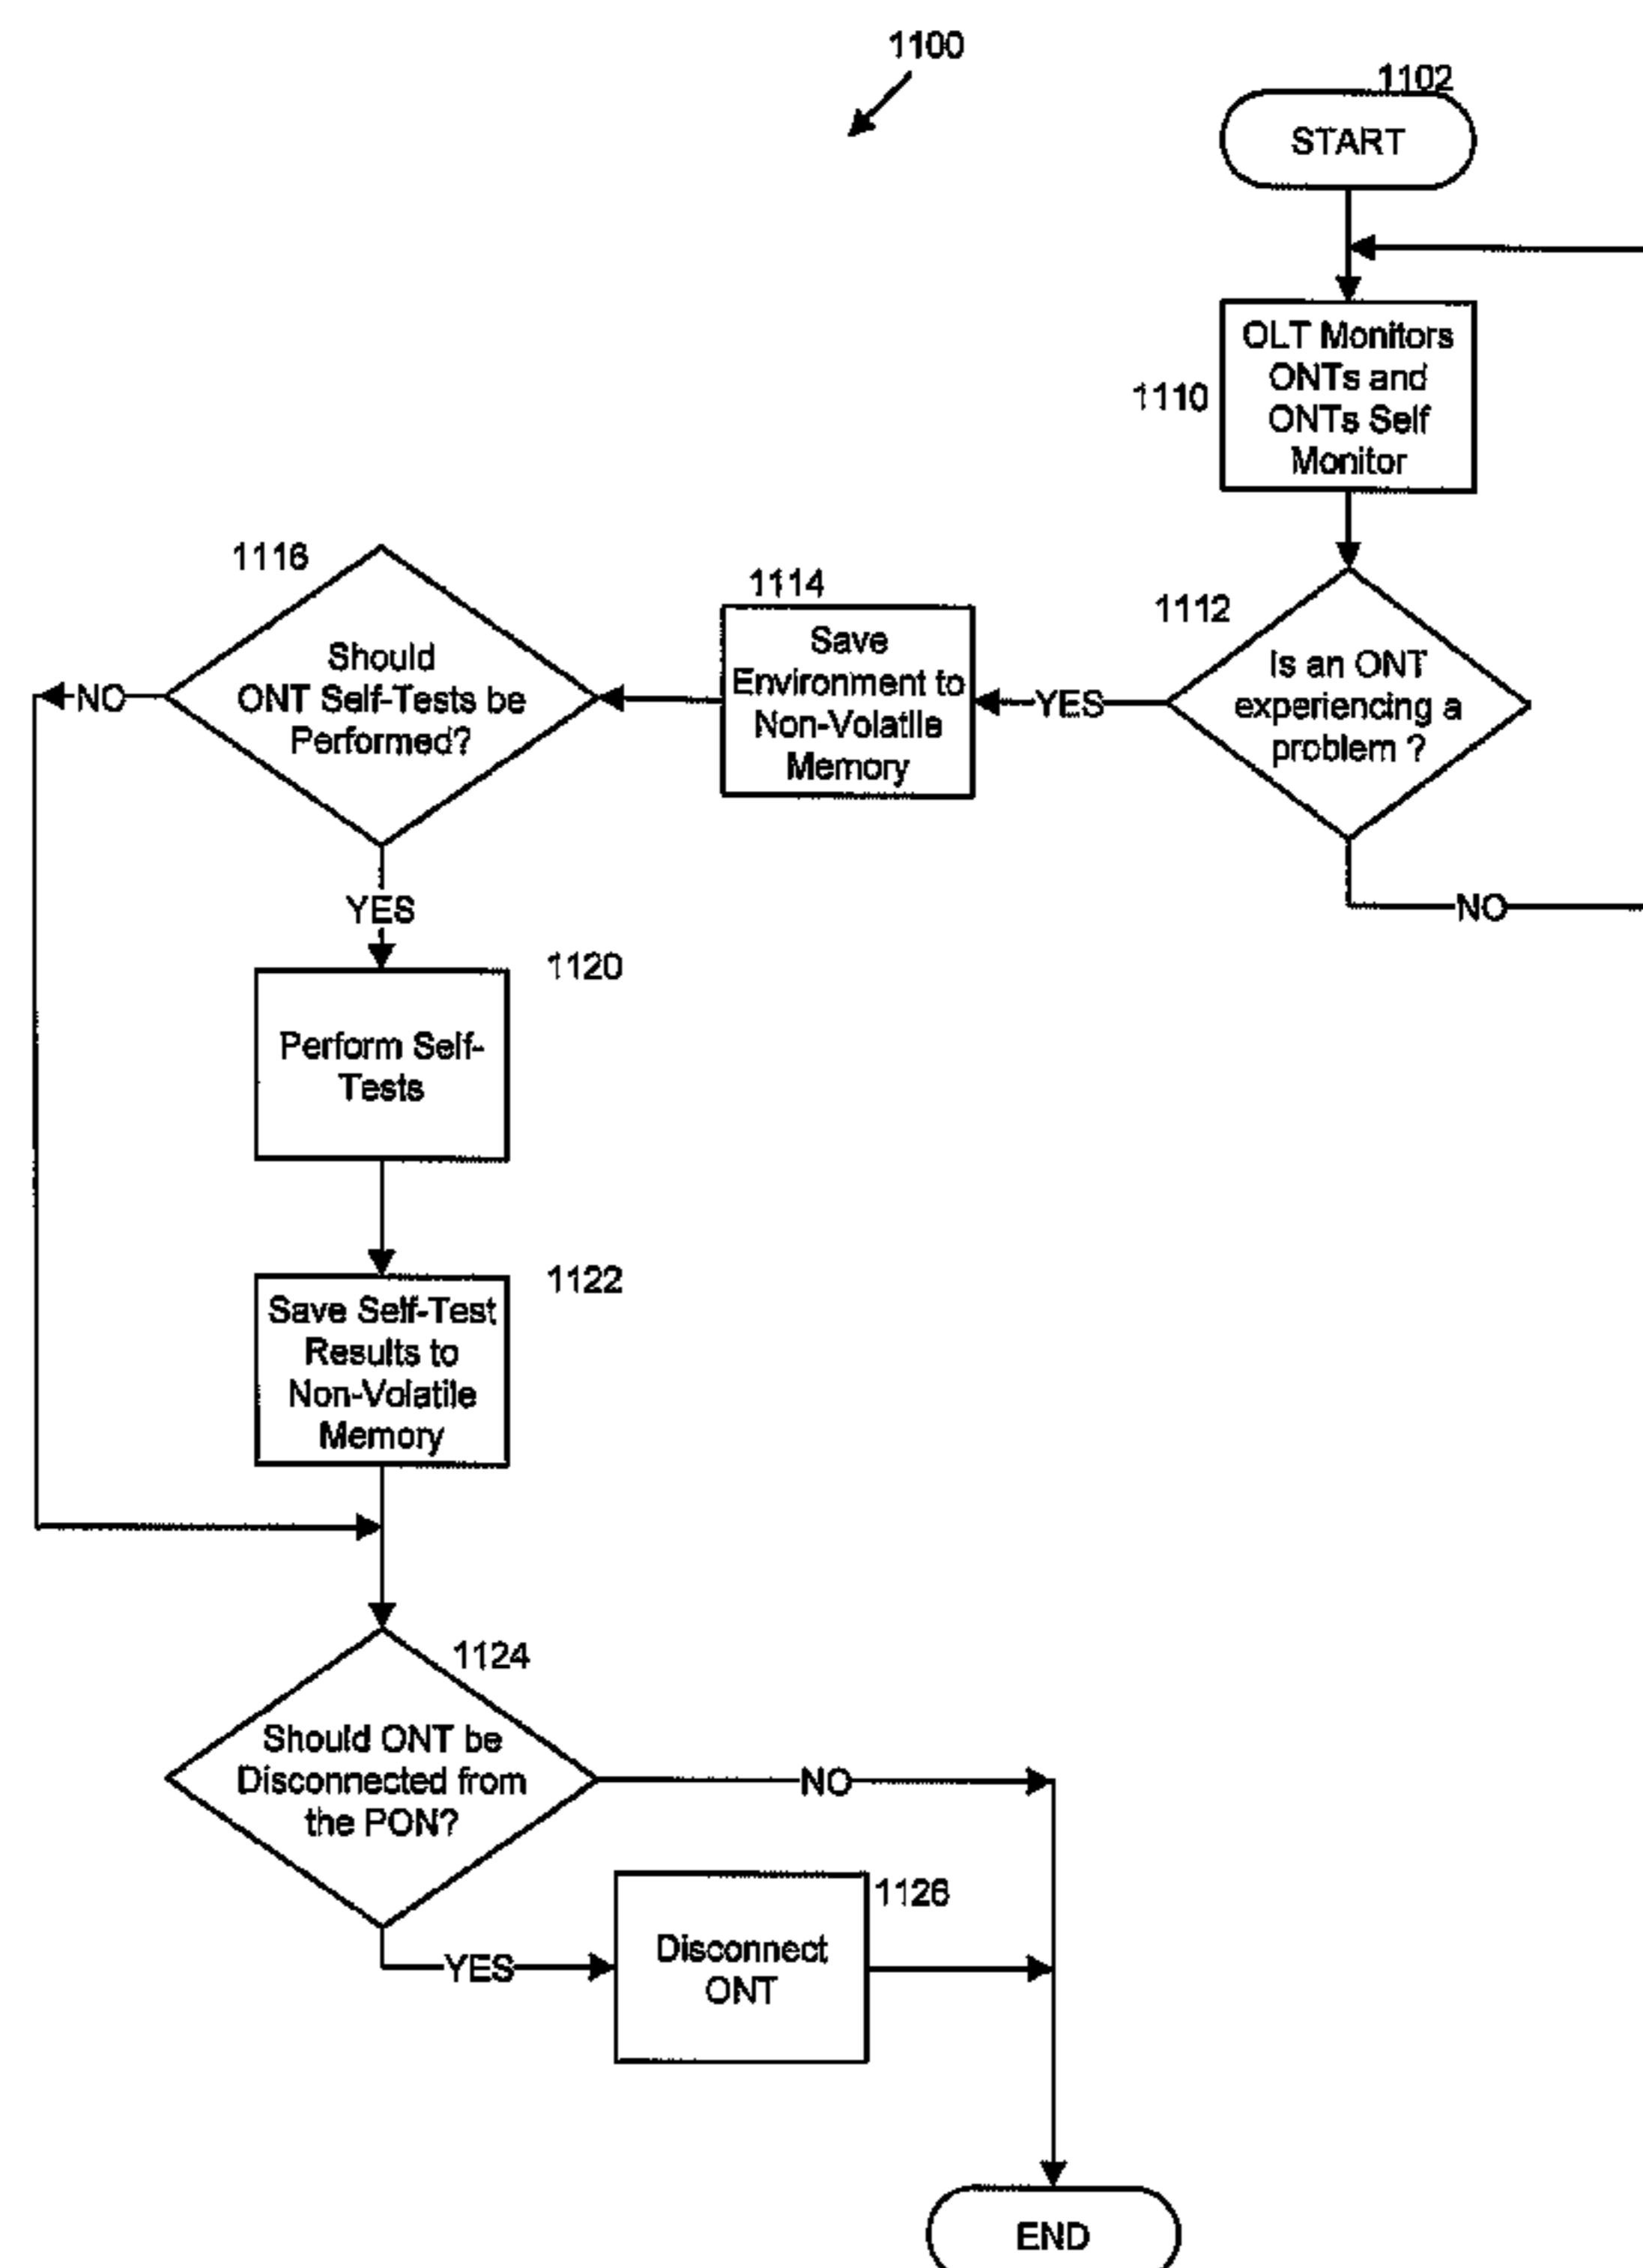 1100
1102
START
1110
OLT Monitors
ONTs and
ONTs Self
Monitor
1112
Is an ONT
experiencing a
problem ?
YES
NO
1114
Save
Environment to
Non-Volatile
Memory
1116
Should
ONT Self-Tests be
Performed?
NO
YES
1120
Perform Self-
Tests
1122
Save Self-Test
Results to
Non-Volatile
Memory
1124
Should ONT be
Disconnected from
the PON?
NO
YES
1126
Disconnect
ONT
END